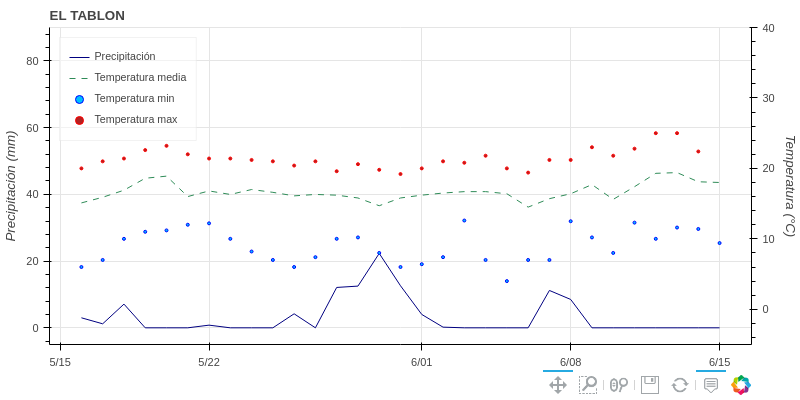 EL TABLON
Precipitación
Temperatura media
Temperatura min
Temperatura max
Precipitación (mm)
80
60
40
20
0
Temperatura (°C)
40
30
20
10
0
5/15
5/22
6/01
6/08
6/15